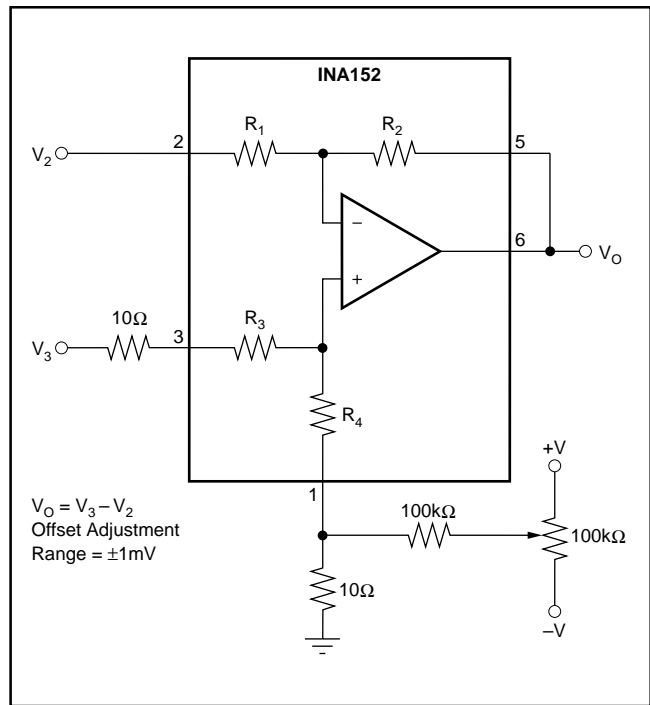 INA152
R1
R2
2
5
V2
−
6
VO
+
10Ω
3
R3
V3
R4
+V
1
VO = V3 – V2
Offset Adjustment
Range = ±1mV
100kΩ
100kΩ
10Ω
–V